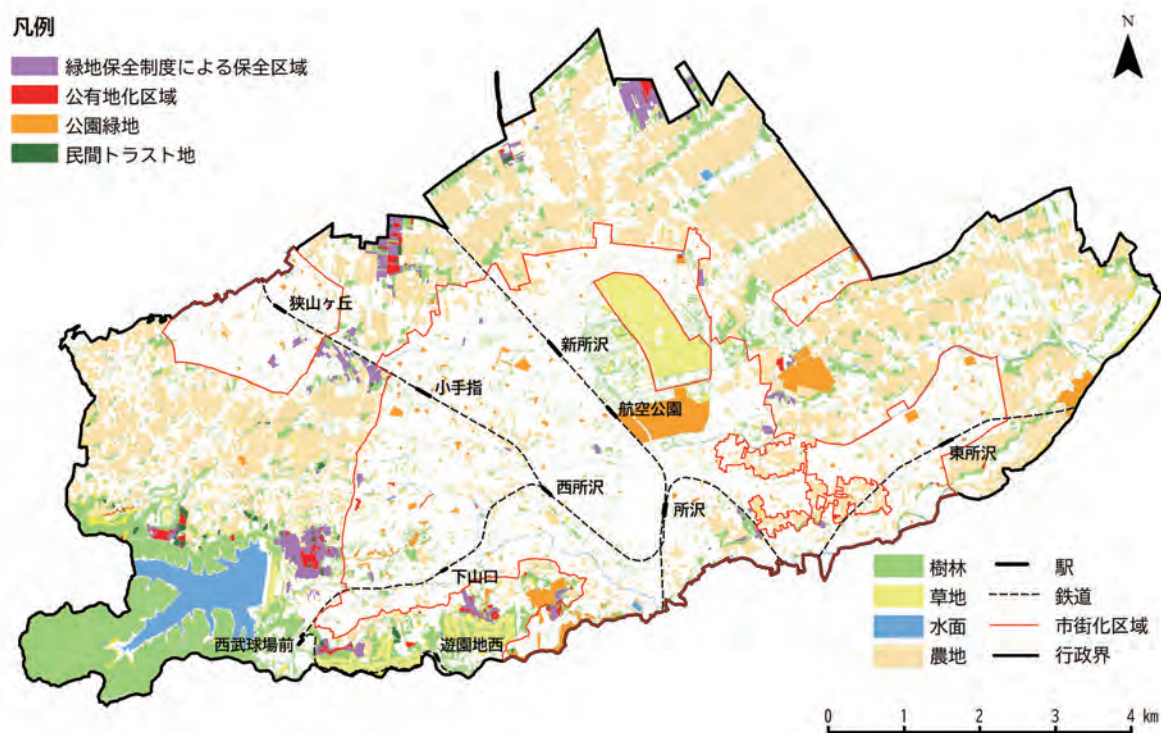 凡例
緑地保全制度による保全区域
公有地化区域
公園緑地
民間トラスト地
N
狭山ヶ丘
新所沢
小手指
航空公園
東所沢
西所沢
所沢
下山口
西武球場前
遊園地西
樹林
草地
水面
農地
駅
鉄道
市街化区域
行政界
0 1 2 3 4 km